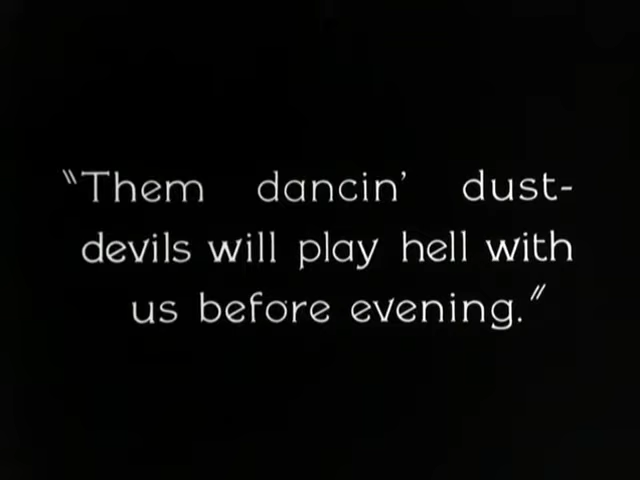 "Them dancin' dust-
devils will play hell with
us before evening."